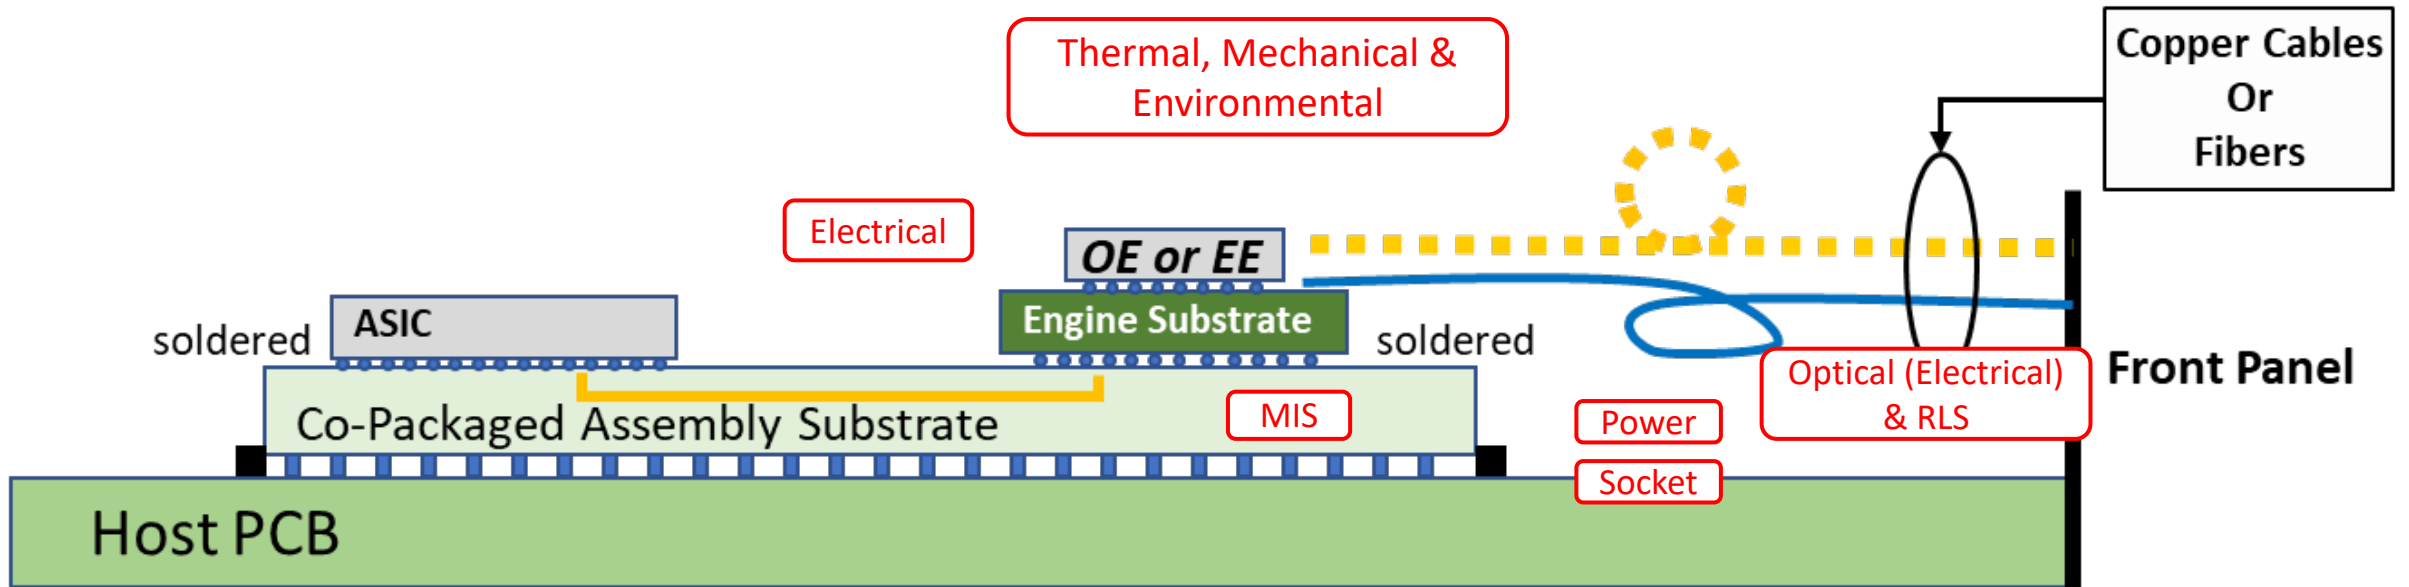 Thermal, Mechanical &
Environmental
Copper Cables
Or
Fibers
Electrical
OE or EE
Engine Substrate
ASIC
soldered
soldered
Front Panel
Optical (Electrical)
& RLS
Co-Packaged Assembly Substrate
MIS
Power
Socket
Host PCB